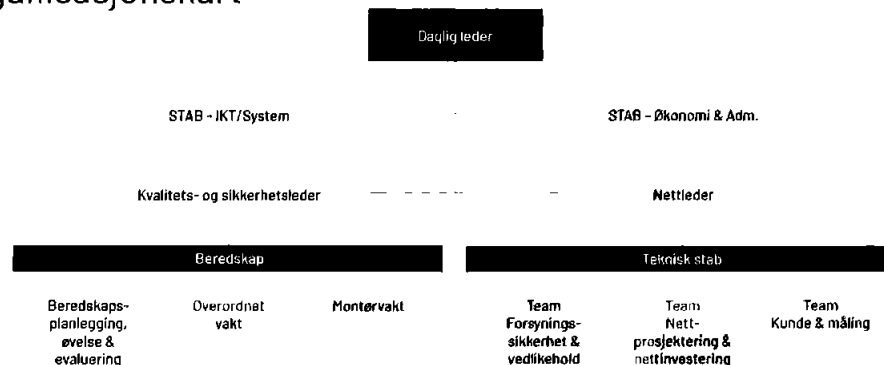 Daglig leder
STAB - IKT/System
STAB - Økonomi & Adm.
Kvalitets- og sikkerhetsleder
Nettleder
Beredskap
Teknisk stab
Beredskaps-
planlegging,
øvelse &
evaluering
Overordnet
vakt
Montørvakt
Team
Forsynings-
sikkerhet &
vedlikehold
Team
Nett-
prosjektering &
nettinvestering
Team
Kunde & måling